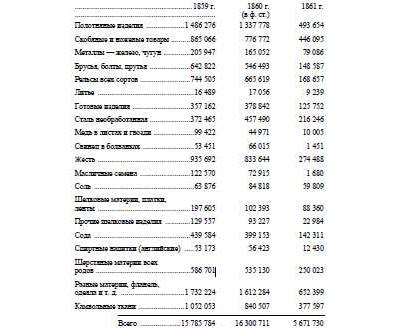 1859 г. 1860 г. 1861 г.
(в ф. ст.)
Полотняные изделия 1 486 276 1 337 778 493 654
Скобяные и ножевые товары 865 066 776 772 446 095
Металлы — железо, чугун 205 947 165 052 79 086
Брусья, болты, прутья 642 822 546 493 148 587
Рельсы всех сортов 744 505 665 619 168 657
Литье 16 489 17 056 9 239
Готовые изделия 357 162 378 842 125 752
Сталь необработанная 372 465 457 490 216 246
Медь в листах и гвозди 99 422 44 971 10 005
Свинец в болванках 53 451 66 015 1 451
Жесть 935 692 833 644 274 488
Масличные семена 122 570 72 915 1 680
Соль 63 876 84 818 59 809
Шелковые материи, платки,
ленты 197 605 102 393 88 360
Прочие шелковые изделия 129 557 93 227 22 984
Сода 439 584 399 153 142 311
Спиртные напитки (английские) 53 173 56 423 12 430
Шерстяные материи всех
родов 586 701 535 130 250 023
Разные материи, фланель,
одеяла и т. д. 1 732 224 1 612 284 652 399
Камвольные ткани 1 052 053 840 507 377 597
Всего 15 785 784 16 300 711 5 671 730